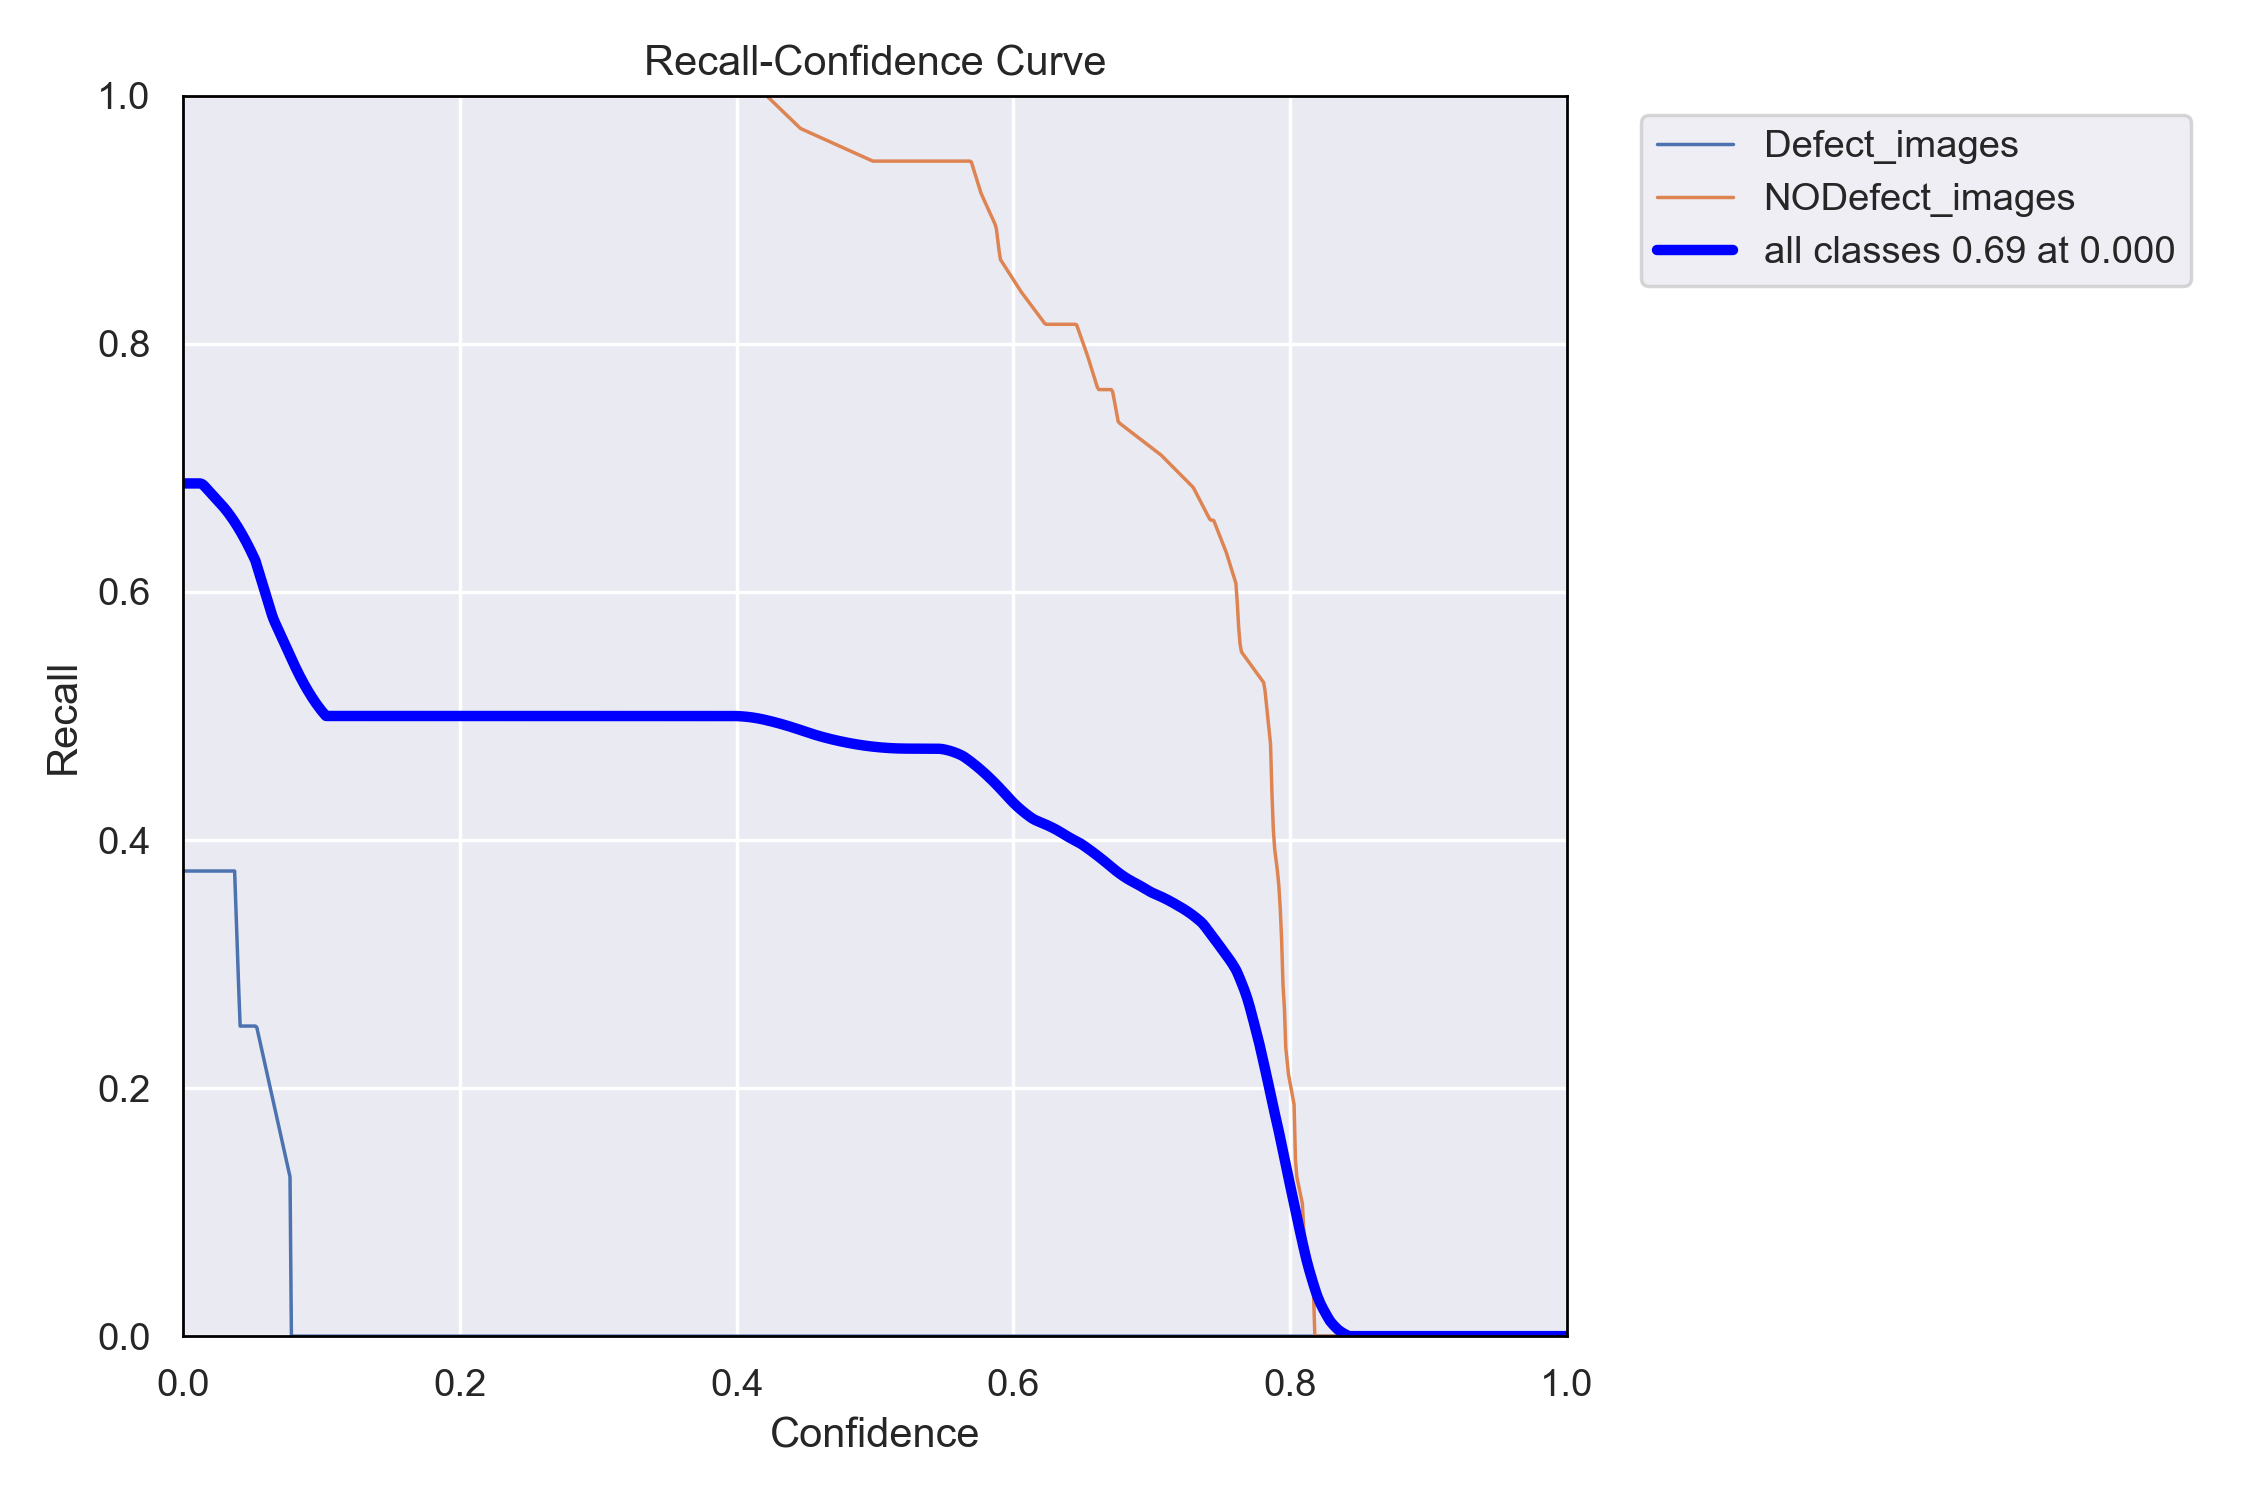 Recall-Confidence Curve
1.0
0.8
0.6
0.4
0.2
0.0
Recall
0.0 0.2 0.4 0.6 0.8 1.0
Confidence
Defect_images
NODefect_images
all classes 0.69 at 0.000